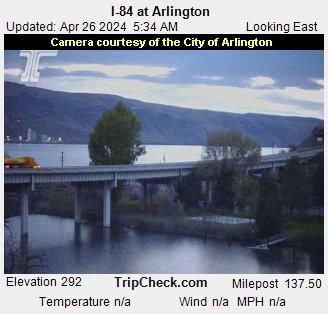 I-84 at Arlington
Updated: Apr 26 2024 5:34 AM Looking East
Camera courtesy of the City of Arlington
Elevation 292 TripCheck.com Milepost 137.50
Temperature n/a Wind n/a MPH n/a